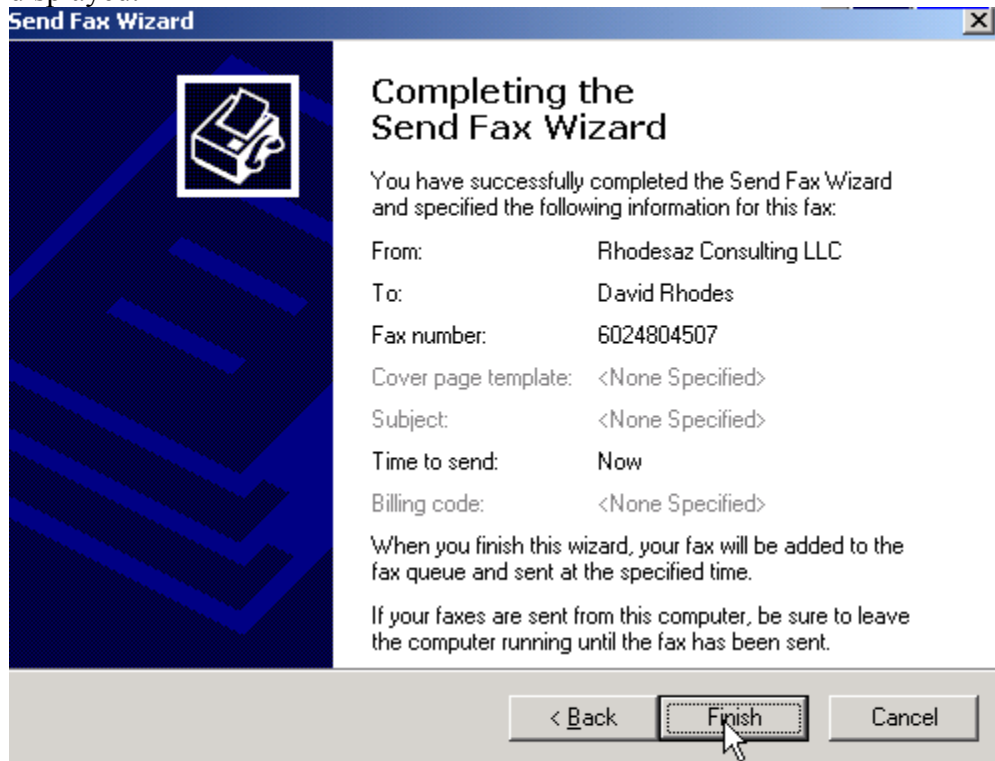 displayed.
Send Fax Wizard
Completing the
Send Fax Wizard
You have successfully completed the Send Fax Wizard
and specified the following information for this fax:
From: Rhodesaz Consulting LLC
To: David Rhodes
Fax number: 6024804507
Cover page template: <None Specified>
Subject: <None Specified>
Time to send: Now
Billing code: <None Specified>
When you finish this wizard, your fax will be added to the
fax queue and sent at the specified time.
If your faxes are sent from this computer, be sure to leave
the computer running until the fax has been sent.
< Back Finish Cancel